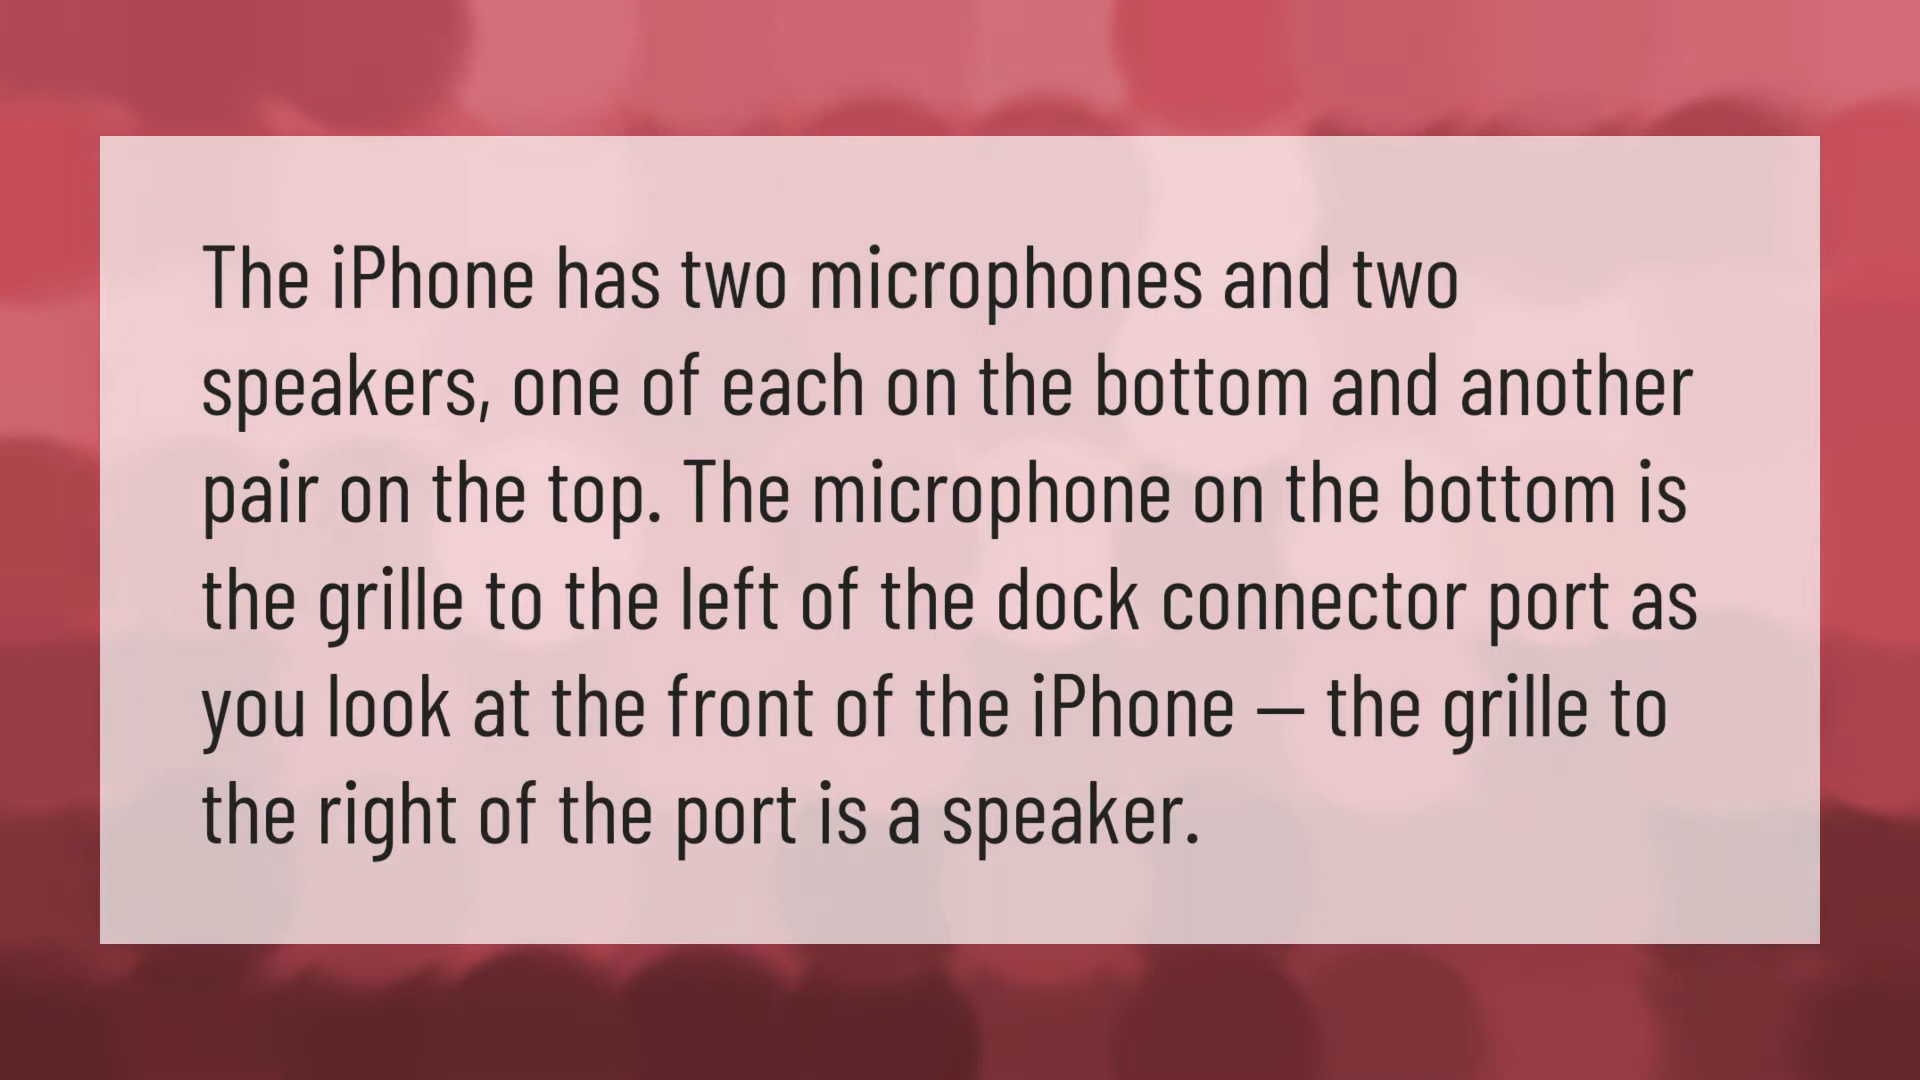 The iPhone has two microphones and two
speakers, one of each on the bottom and another
pair on the top. The microphone on the bottom is
the grille to the left of the dock connector port as
you look at the front of the iPhone — the grille to
the right of the port is a speaker.